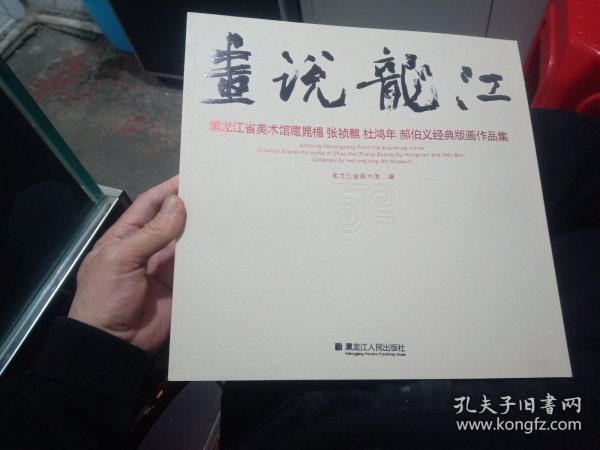 畫说龍江
黑龙江省美术馆藏晁楣 张祯麒 杜鸿年 郝伯义经典版画作品集
Knowing Heilongjiang From the Engraving works
Classical Engraving works of Chao Mei,Zhang Zhenqi,Du Hongnian and Hao Boyi
Collected by Heilongjiang Art Museum
黑龙江省美术馆 编
50
黑龙江人民出版社
Heilongjiang People's Publishing House
孔夫子旧书网
www.kongfz.com